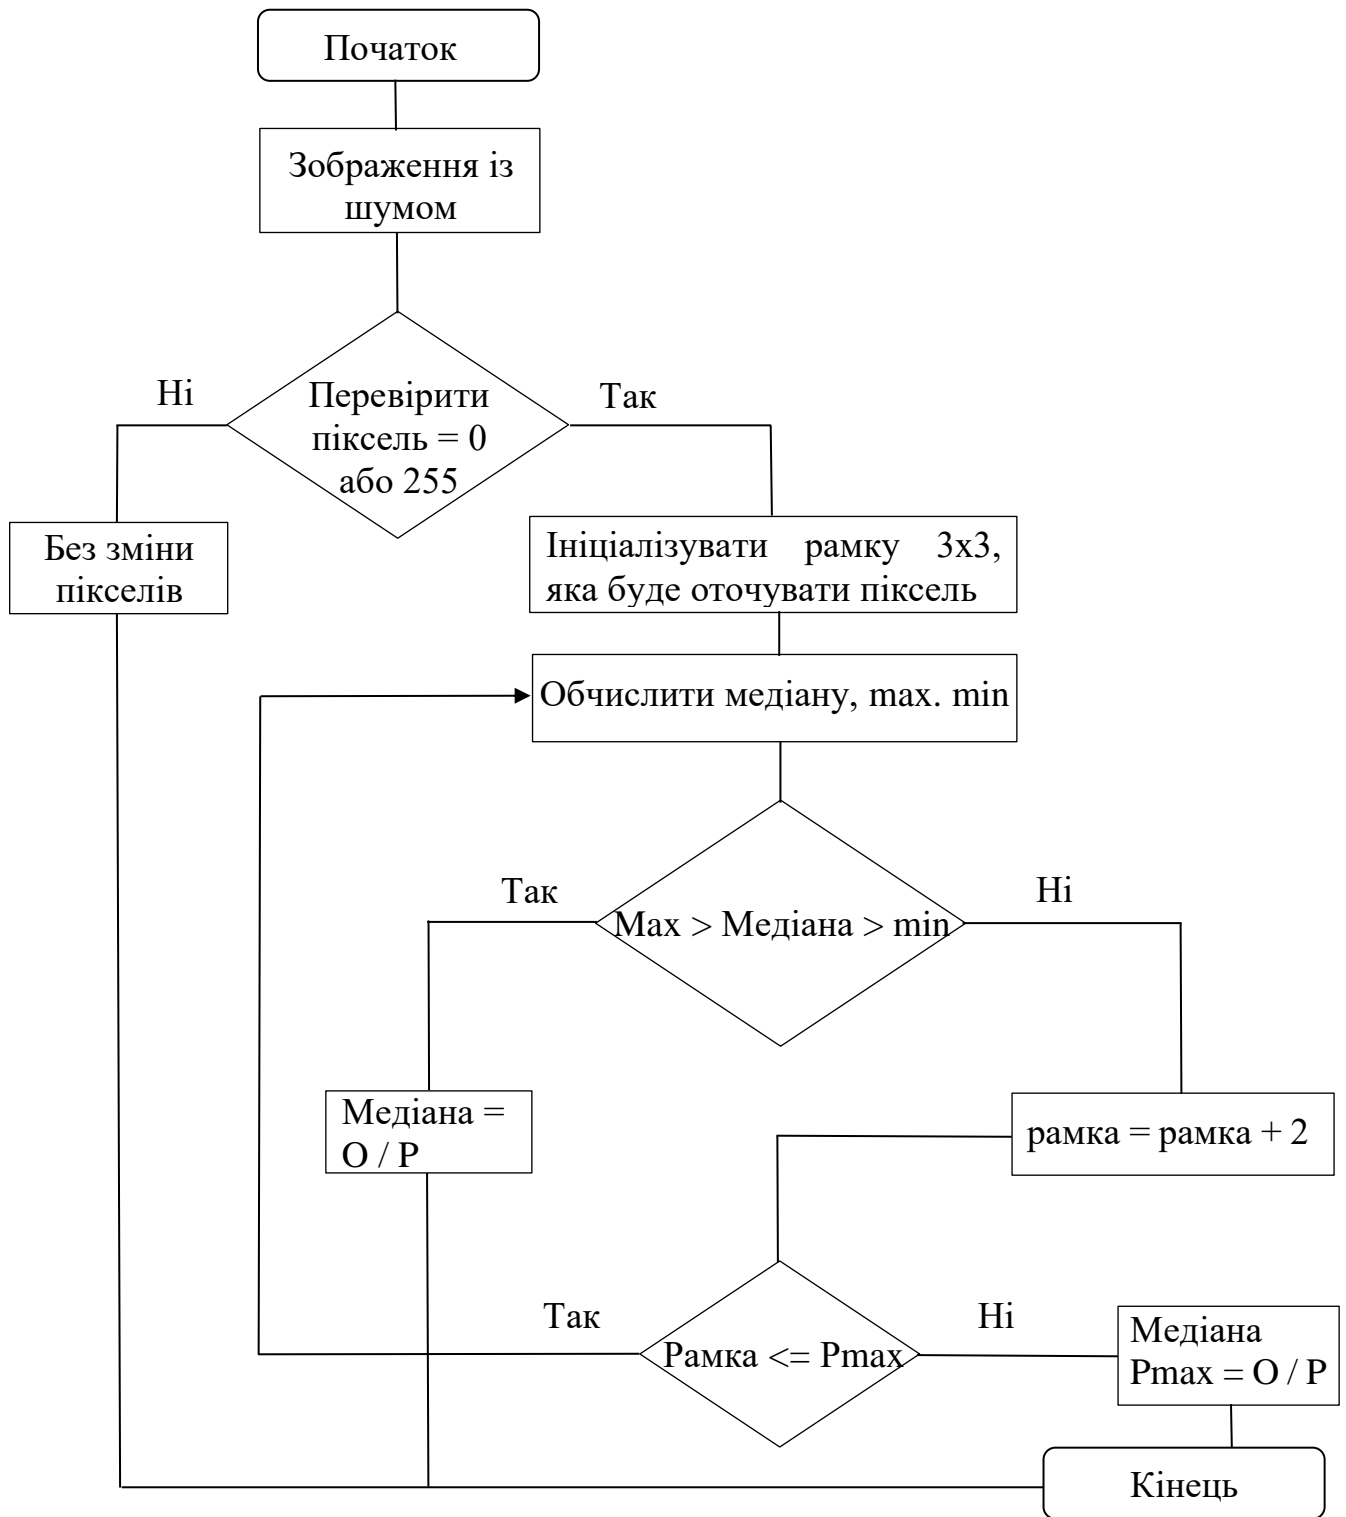 Початок
Зображення із
шумом
Ні
Так
Перевірити
піксель = 0
або 255
Без зміни
пікселів
Ініціалізувати рамку 3x3,
яка буде оточувати піксель
Обчислити медіану, max. min
Так
Ні
Max > Медіана > min
Медіана =
O / P
рамка = рамка + 2
Так
Ні
Рамка <= Pmax
Медіана
Pmax = O / P
Кінець